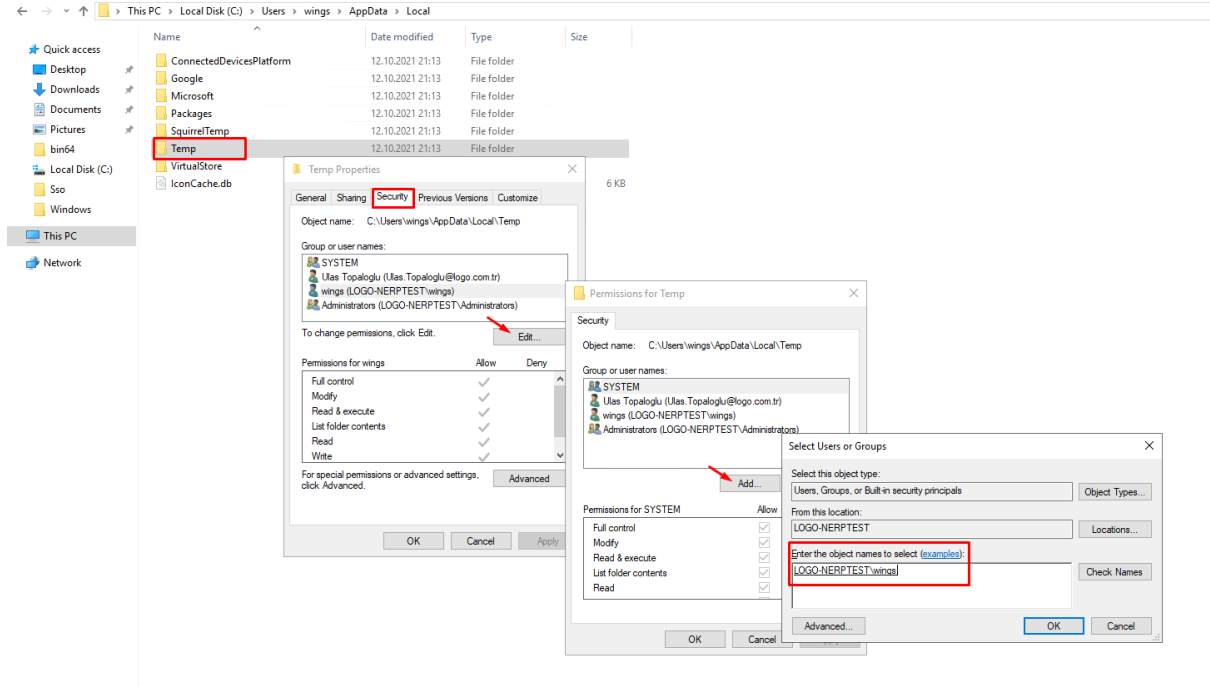 This PC > Local Disk (C:) > Users > wings > AppData > Local
Name Date modified Type Size
Quick access
Desktop
Downloads
Documents
Pictures
bin64
Local Disk (C:)
Sso
Windows
This PC
Network
ConnectedDevicesPlatform 12.10.2021 21:13 File folder
Google 12.10.2021 21:13 File folder
Microsoft 12.10.2021 21:13 File folder
Packages 12.10.2021 21:13 File folder
SquirrelTemp 12.10.2021 21:13 File folder
Temp 12.10.2021 21:13 File folder
VirtualStore
IconCache.db 6 KB
Temp Properties
General Sharing Security Previous Versions Customize
Object name: C:\Users\wings\AppData\Local\Temp
Group or user names:
SYSTEM
Ulas Topaloglu (Ulas.Topaloglu@logo.com.tr)
wings (LOGO-NERPTEST\wings)
Administrators (LOGO-NERPTEST\Administrators)
To change permissions, click Edit.
Edit...
Permissions for wings Allow Deny
Full control
Modify
Read & execute
List folder contents
Read
Write
For special permissions or advanced settings,
click Advanced.
Advanced
OK Cancel Apply
Permissions for Temp
Security
Object name: C:\Users\wings\AppData\Local\Temp
Group or user names:
SYSTEM
Ulas Topaloglu (Ulas.Topaloglu@logo.com.tr)
wings (LOGO-NERPTEST\wings)
Administrators (LOGO-NERPTEST\Administrators)
Add...
Permissions for SYSTEM Allow
Full control
Modify
Read & execute
List folder contents
Read
OK Cancel
Select Users or Groups
Select this object type:
Users, Groups, or Built-in security principals
Object Types...
From this location:
LOGO-NERPTEST
Locations...
Enter the object names to select (examples):
LOGO-NERPTEST\wings
Check Names
Advanced...
OK Cancel